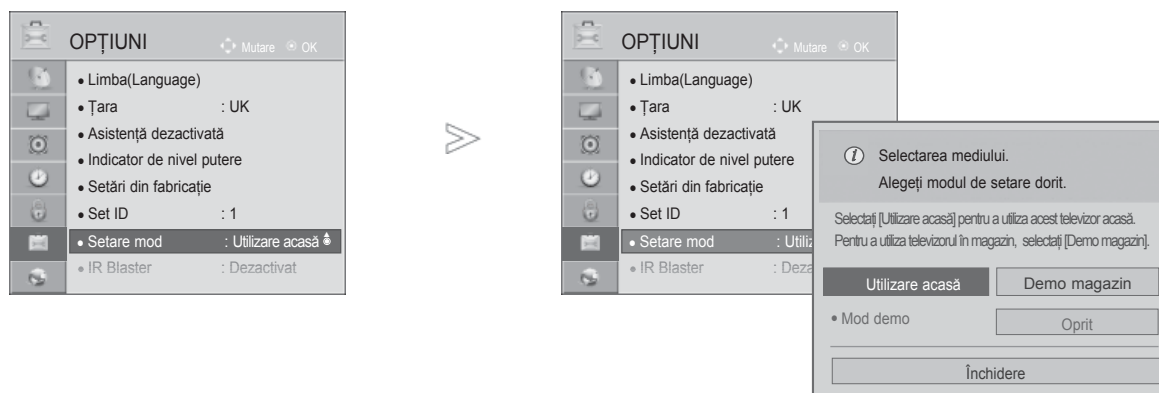 OPȚIUNI
Mutare OK
• Limba(Language)
• Țara : UK
• Asistență dezactivată
• Indicator de nivel putere
• Setări din fabricație
• Set ID : 1
• Setare mod : Utilizare acasă
• IR Blaster : Dezactivat
OPȚIUNI
Mutare OK
• Limba(Language)
• Țara : UK
• Asistență dezactivată
• Indicator de nivel putere
• Setări din fabricație
• Set ID : 1
• Setare mod : Utiliz
• IR Blaster : Deza
Selectarea mediului.
Alegeți modul de setare dorit.
Selectați [Utilizare acasă] pentru a utiliza acest televizor acasă.
Pentru a utiliza televizorul în magazin, selectați [Demo magazin].
Utilizare acasă Demo magazin
• Mod demo Oprit
Închidere